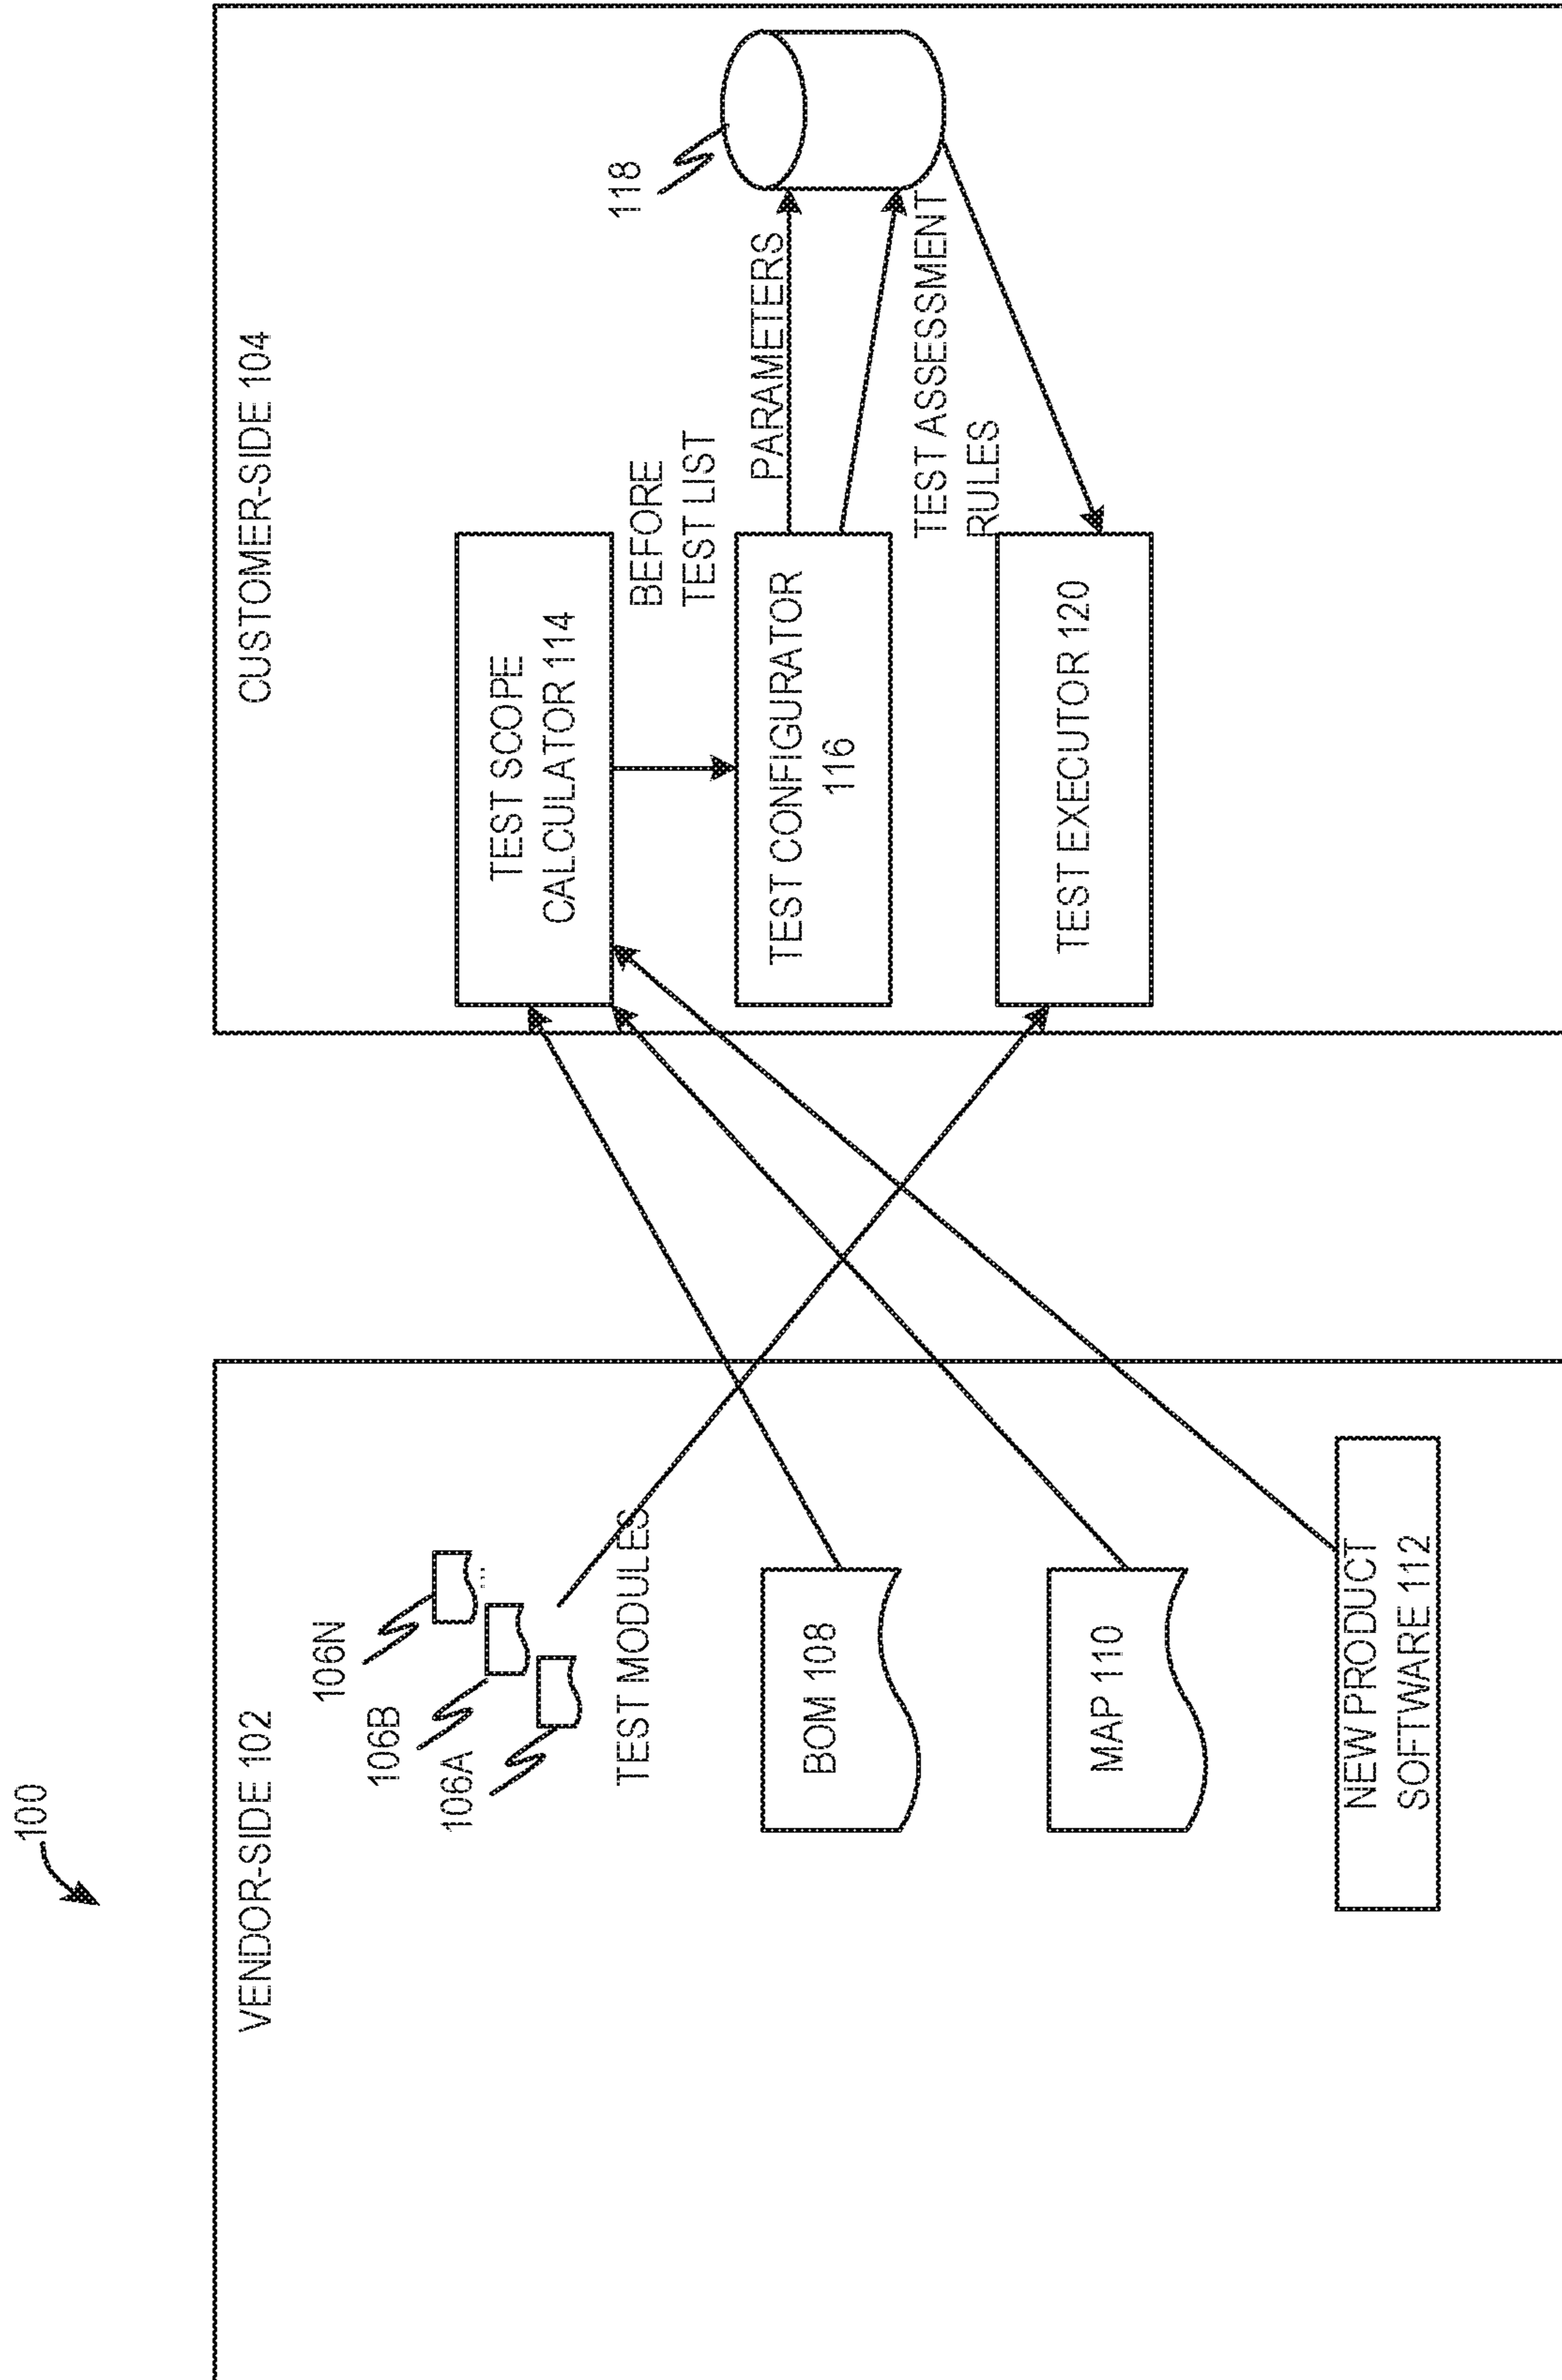 100
VENDOR-SIDE 102
106N
106B
106A
...
TEST MODULES
BOM 108
MAP 110
NEW PRODUCT
SOFTWARE 112
CUSTOMER-SIDE 104
TEST SCOPE
CALCULATOR 114
BEFORE
TEST LIST
118
TEST CONFIGURATOR
116
PARAMETERS
TEST ASSESSMENT
RULES
TEST EXECUTOR 120